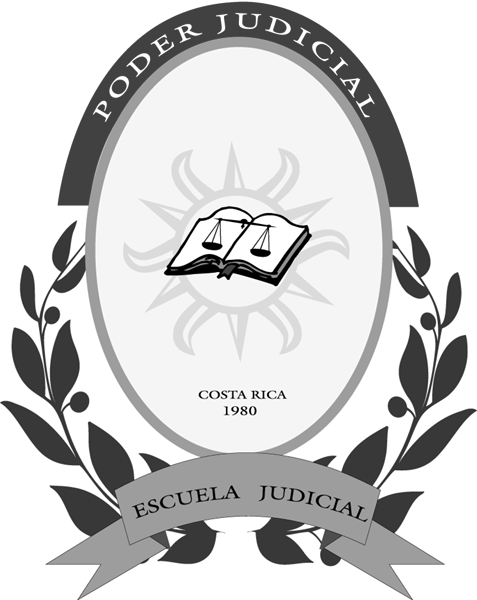 PODER JUDICIAL
COSTA RICA
1980
ESCUELA JUDICIAL